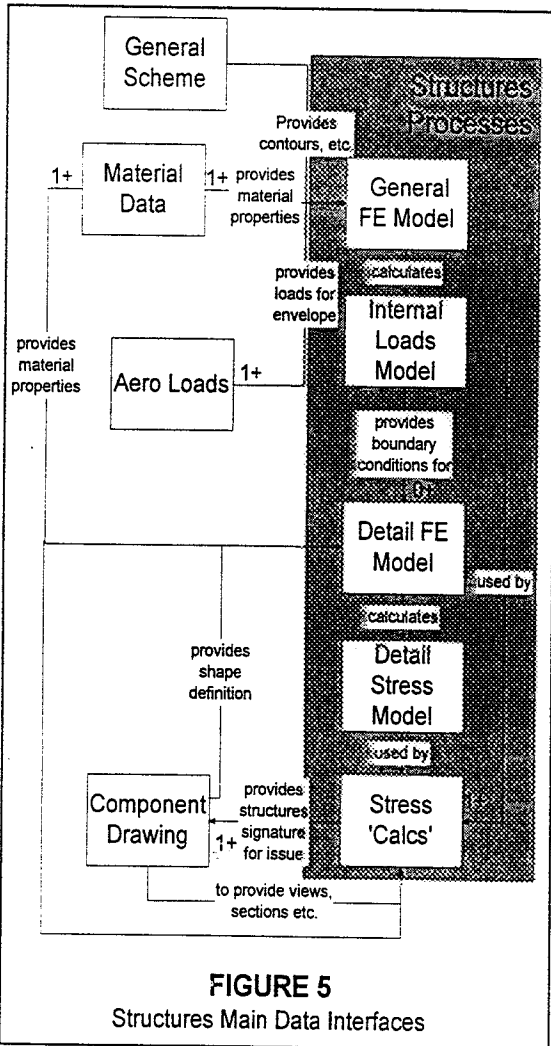 General
Scheme
Structures
Processes
Provides
contours, etc.
1+
Material
Data
1+
provides
material
properties
General
FE Model
provides
loads for
envelope
calculates
Internal
Loads
Model
provides
material
properties
Aero Loads
1+
provides
boundary
conditions for
0+
Detail FE
Model
used by
calculates
provides
shape
definition
Detail
Stress
Model
used by
Component
Drawing
1+
provides
structures
signature
for issue
Stress
'Calcs'
1+
to provide views,
sections etc.
FIGURE 5
Structures Main Data Interfaces